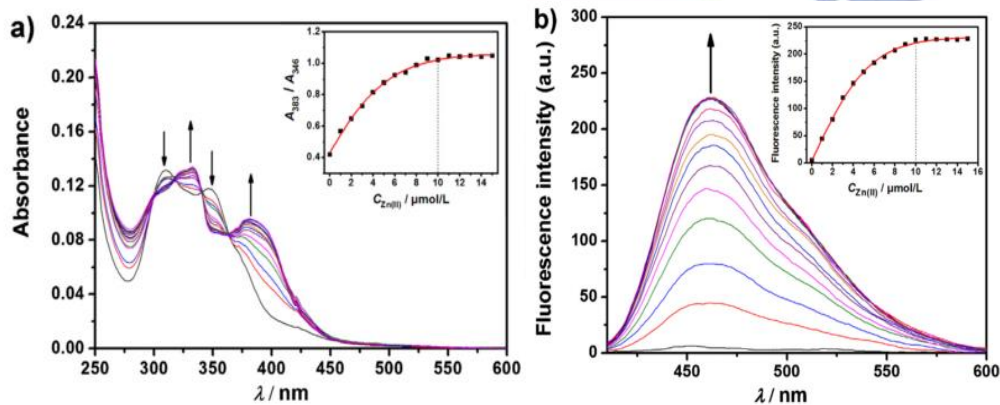 a)
Absorbance
0.24
0.20
0.16
0.12
0.08
0.04
0.00
250 300 350 400 450 500 550 600
λ / nm
A383 / A346
1.2
1.0
0.8
0.6
0.4
0 2 4 6 8 10 12 14
CZn(II) / μmol/L
b)
Fluorescence intensity (a.u.)
300
250
200
150
100
50
0
450 500 550 600
λ / nm
Fluorescence intensity (a.u.)
250
200
150
100
50
0
0 2 4 6 8 10 12 14 16
CZn(II) / μmol/L